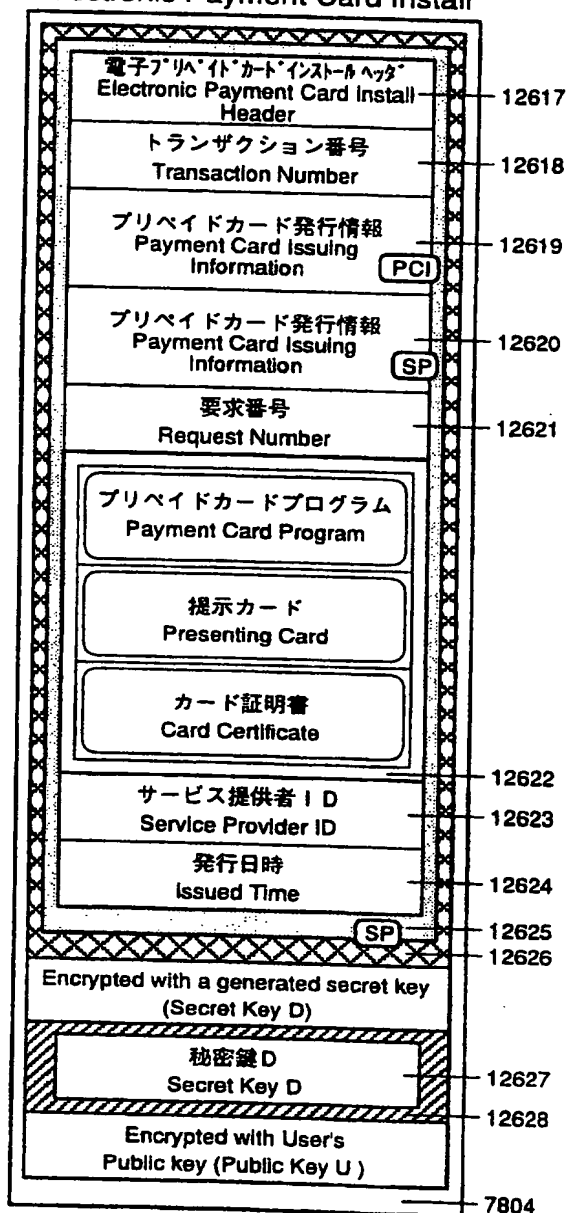 Payment Card Install
電子プリペイドカードインストールヘッダ
Electronic Payment Card Install
Header
12617
トランザクション番号
Transaction Number
12618
プリペイドカード発行情報
Payment Card Issuing
Information
PCI
12619
プリペイドカード発行情報
Payment Card Issuing
Information
SP
12620
要求番号
Request Number
12621
プリペイドカードプログラム
Payment Card Program
提示カード
Presenting Card
カード証明書
Card Certificate
12622
サービス提供者ID
Service Provider ID
12623
発行日時
Issued Time
12624
SP
12625
12626
Encrypted with a generated secret key
(Secret Key D)
秘密鍵D
Secret Key D
12627
12628
Encrypted with User's
Public key (Public Key U )
7804